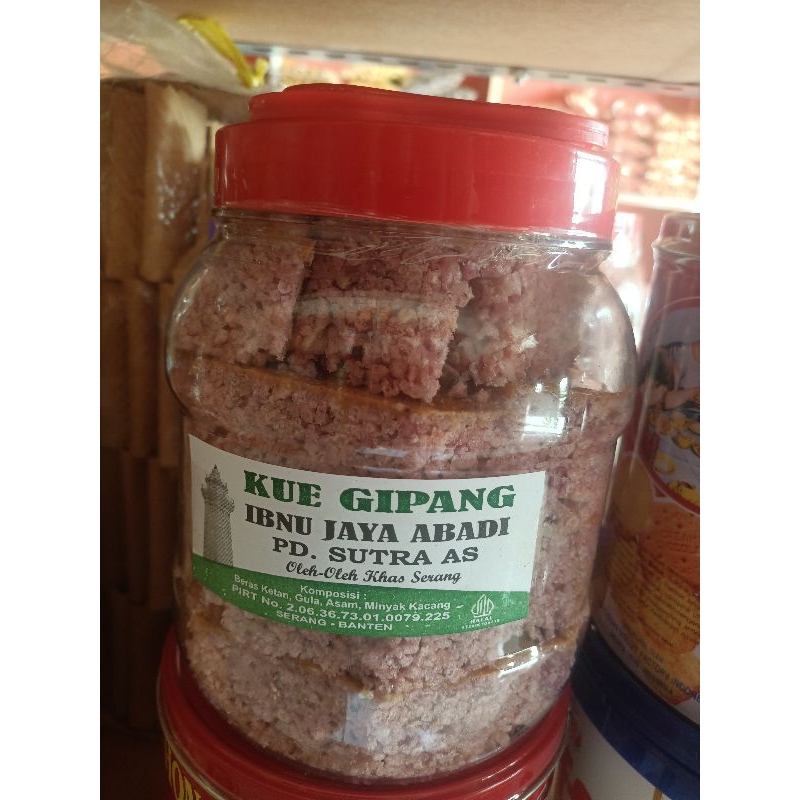 KUE GIPANG
IBNU JAYA ABADI
PD. SUTRA AS
Oleh-Oleh Khas Serang
Komposisi :
Beras Ketan, Gula, Asam, Minyak Kacang
PIRT No. 2.06.36.73.01.0079.225
SERANG - BANTEN
HALAL